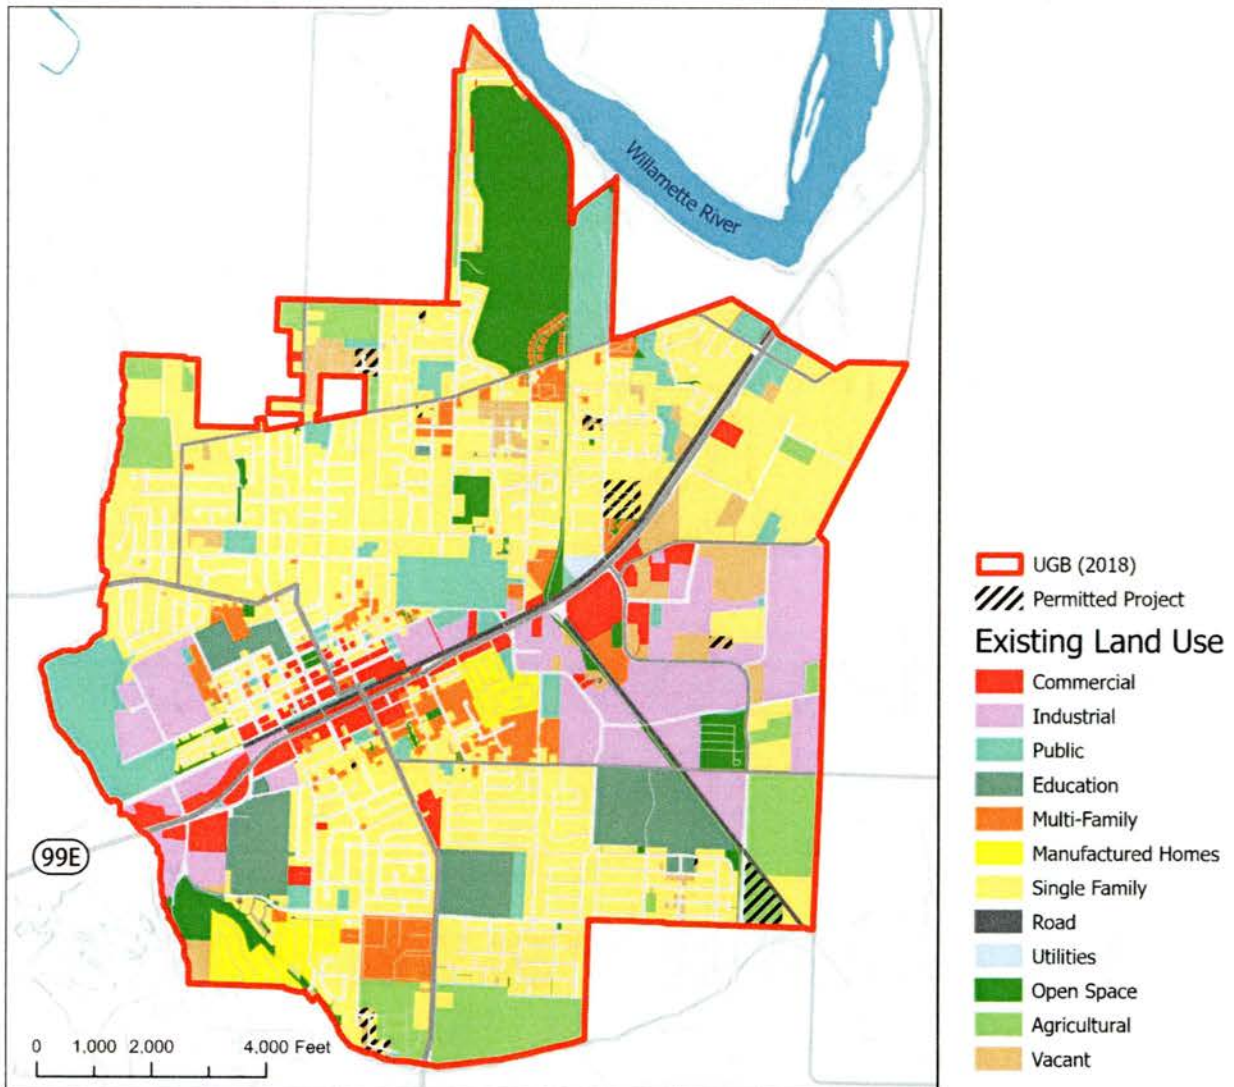 Willamette River
99E
0 1,000 2,000 4,000 Feet
UGB (2018)
Permitted Project
Existing Land Use
Commercial
Industrial
Public
Education
Multi-Family
Manufactured Homes
Single Family
Road
Utilities
Open Space
Agricultural
Vacant